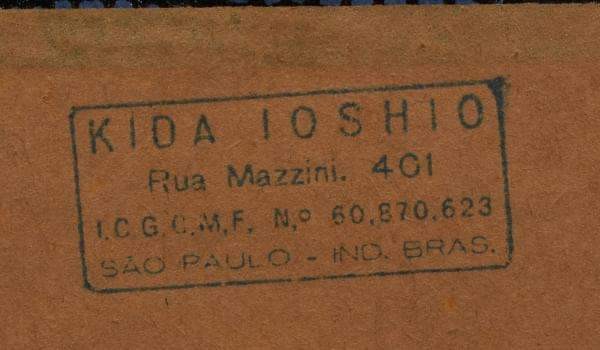 KIDA IOSHIO
Rua Mazzini. 401
I.C.G.C.M.F. N.º 60.870.623
SÃO PAULO - IND. BRAS.